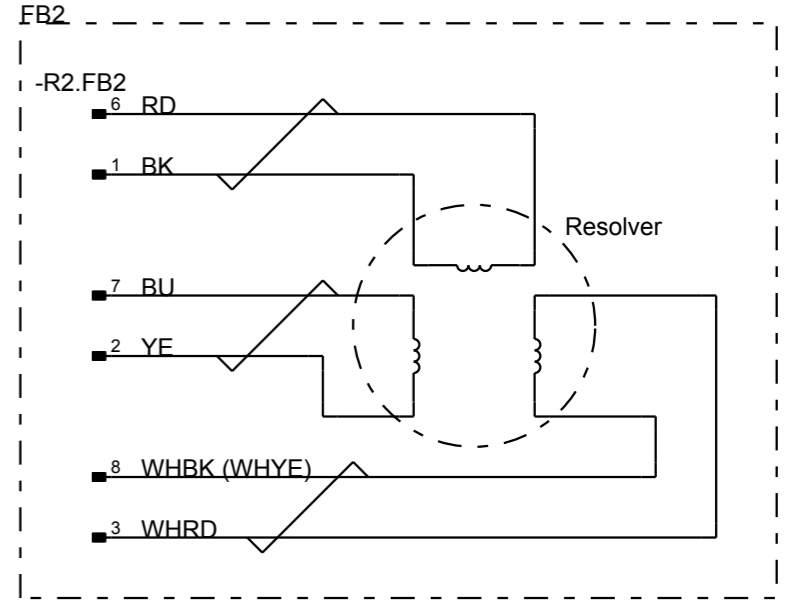 FB2
-R2.FB2
6 RD
1 BK
Resolver
7 BU
2 YE
8 WHBK (WHYE)
3 WHRD